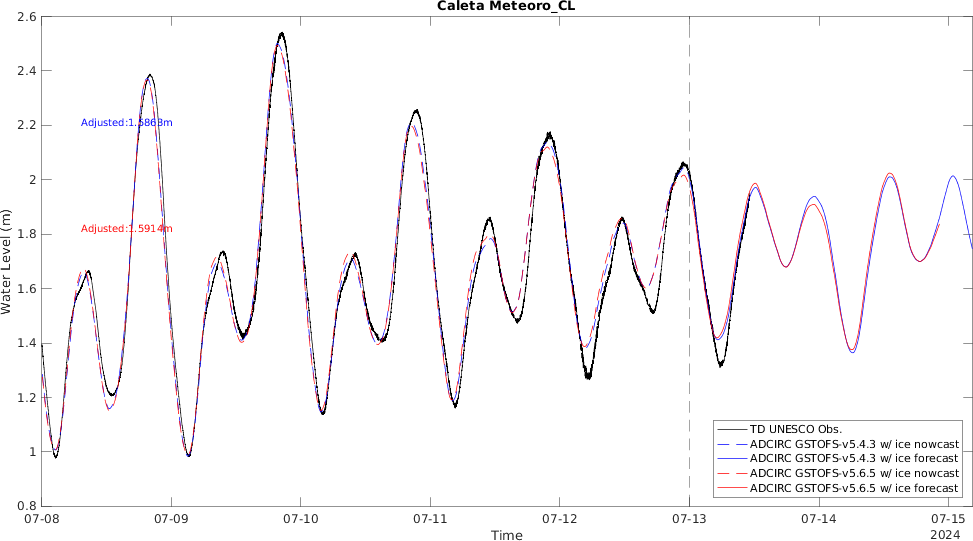 Caleta Meteoro_CL
2.6
2.4
2.2
2
1.8
1.6
1.4
1.2
1
0.8
Water Level (m)
Adjusted:1.5863m
Adjusted:1.5914m
TD UNESCO Obs.
ADCIRC GSTOFS-v5.4.3 w/ ice nowcast
ADCIRC GSTOFS-v5.4.3 w/ ice forecast
ADCIRC GSTOFS-v5.6.5 w/ ice nowcast
ADCIRC GSTOFS-v5.6.5 w/ ice forecast
07-08 07-09 07-10 07-11 07-12 07-13 07-14 07-15
Time 2024